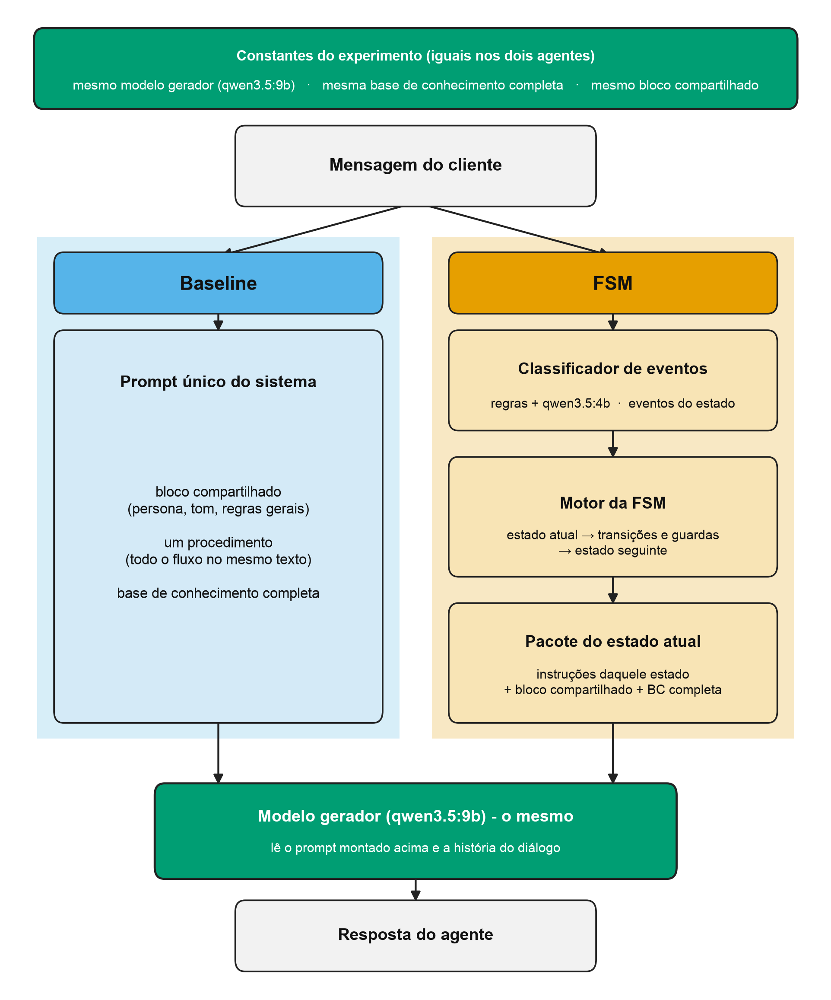 Constantes do experimento (iguais nos dois agentes)
mesmo modelo gerador (qwen3.5:9b) · mesma base de conhecimento completa · mesmo bloco compartilhado
Mensagem do cliente
Baseline
Prompt único do sistema
bloco compartilhado
(persona, tom, regras gerais)
um procedimento
(todo o fluxo no mesmo texto)
base de conhecimento completa
FSM
Classificador de eventos
regras + qwen3.5:4b · eventos do estado
Motor da FSM
estado atual → transições e guardas
→ estado seguinte
Pacote do estado atual
instruções daquele estado
+ bloco compartilhado + BC completa
Modelo gerador (qwen3.5:9b) - o mesmo
lê o prompt montado acima e a história do diálogo
Resposta do agente